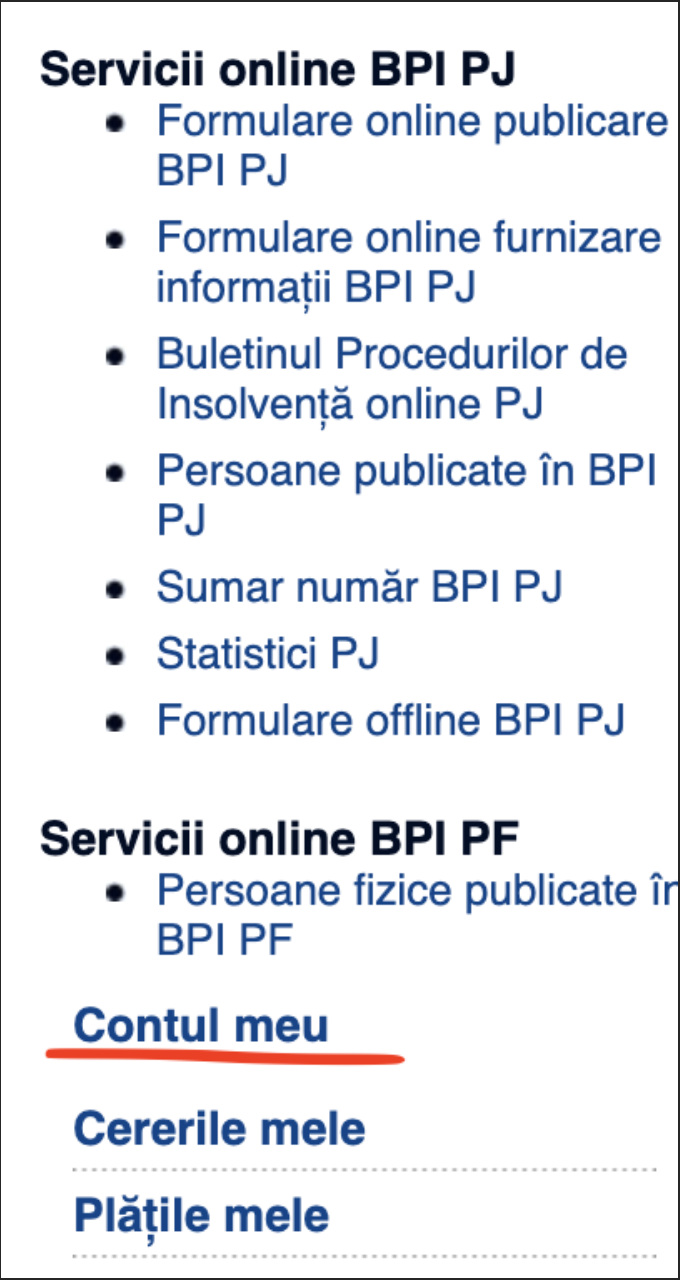 Servicii online BPI PJ
Formulare online publicare
BPI PJ
Formulare online furnizare
informații BPI PJ
Buletinul Procedurilor de
Insolvență online PJ
Persoane publicate în BPI
PJ
Sumar număr BPI PJ
Statistici PJ
Formulare offline BPI PJ
Servicii online BPI PF
Persoane fizice publicate în
BPI PF
Contul meu
Cererile mele
Plățile mele